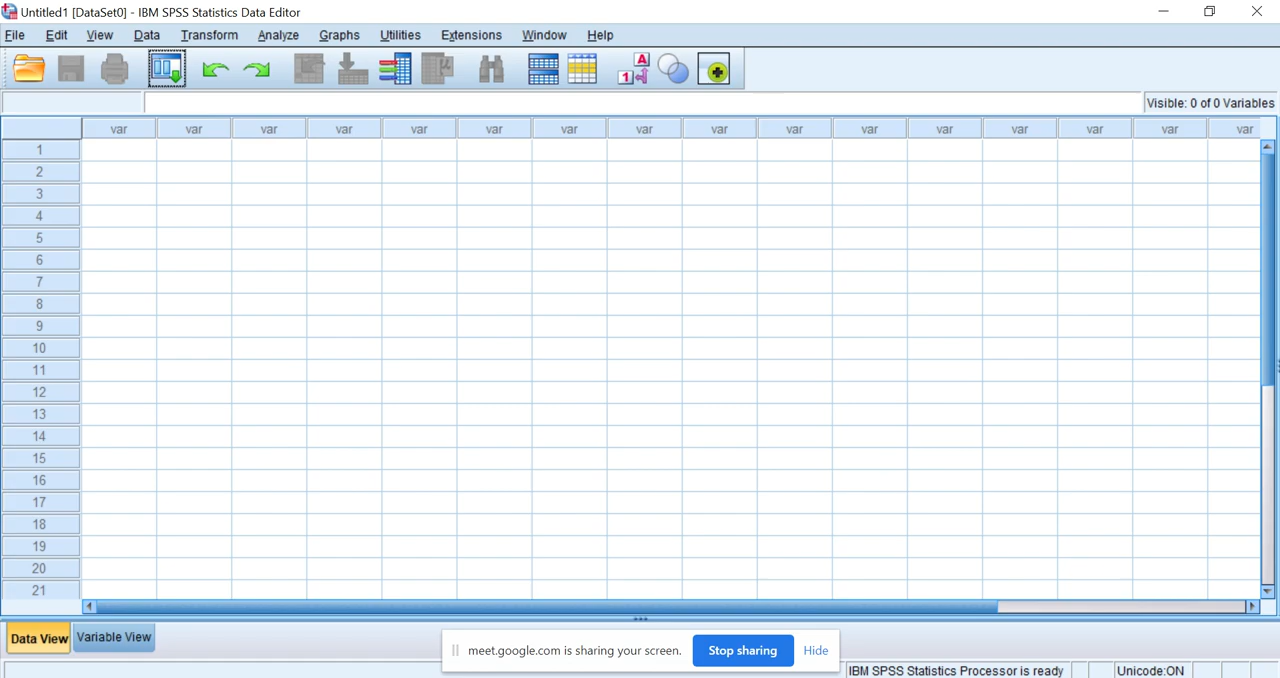 Untitled1 [DataSet0] - IBM SPSS Statistics Data Editor
File Edit View Data Transform Analyze Graphs Utilities Extensions Window Help
A
1
Visible: 0 of 0 Variables
var var var var var var var var var var var var var var var var
1
2
3
4
5
6
7
8
9
10
11
12
13
14
15
16
17
18
19
20
21
Data View Variable View
meet.google.com is sharing your screen. Stop sharing Hide
IBM SPSS Statistics Processor is ready Unicode:ON